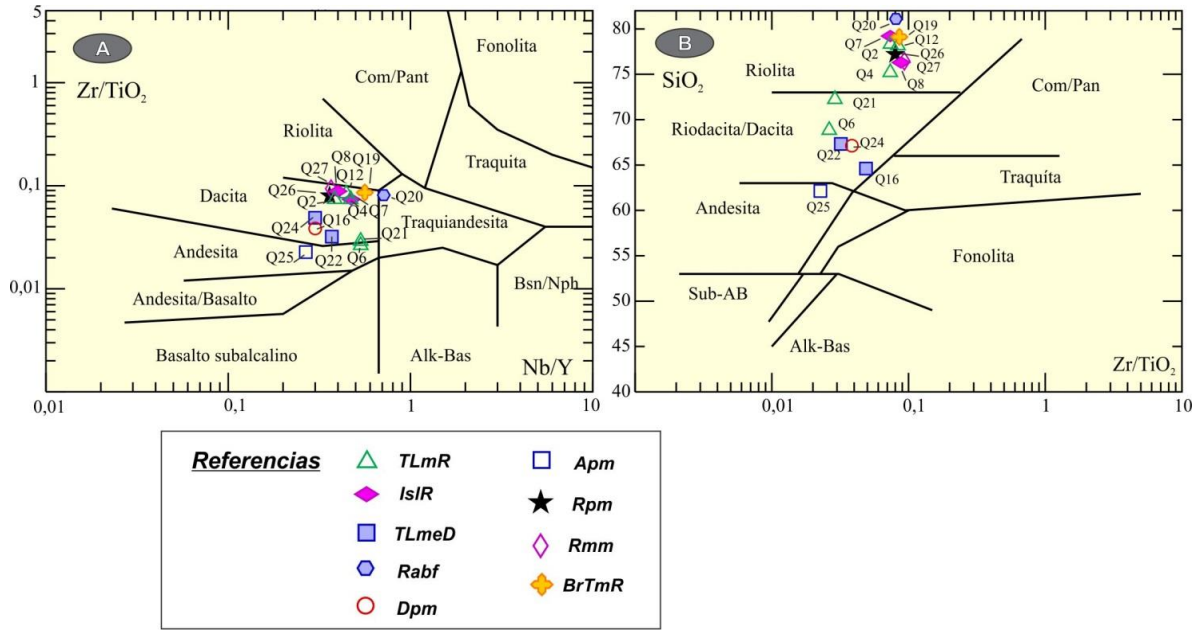 A
5
Zr/TiO2
1
0,1
0,01
Fonolita
Com/Pant
Riolita
Traquita
Q8 Q19
Q27 Q12
Dacita
Q26
Q2
Q4 Q7
Q20
Q24 Q16
Traquiandesita
Q21
Andesita
Q25
Q22
Q6
Andesita/Basalto
Bsn/Nph
Basalto subalcalino
Alk-Bas
Nb/Y
0,01
0,1
1
10
B
80
SiO2
75
70
65
60
55
50
45
40
Q20
Q19
Q7
Q12
Q2
Q26
Q27
Q4
Q8
Riolita
Com/Pan
Q21
Riodacita/Dacita
Q6
Q24
Q22
Q16
Traquíta
Andesita
Q25
Fonolita
Sub-AB
Alk-Bas
Zr/TiO2
0,01
0,1
1
10
Referencias
TLmR
IslR
TLmeD
Rabf
Dpm
Apm
Rpm
Rmm
BrTmR